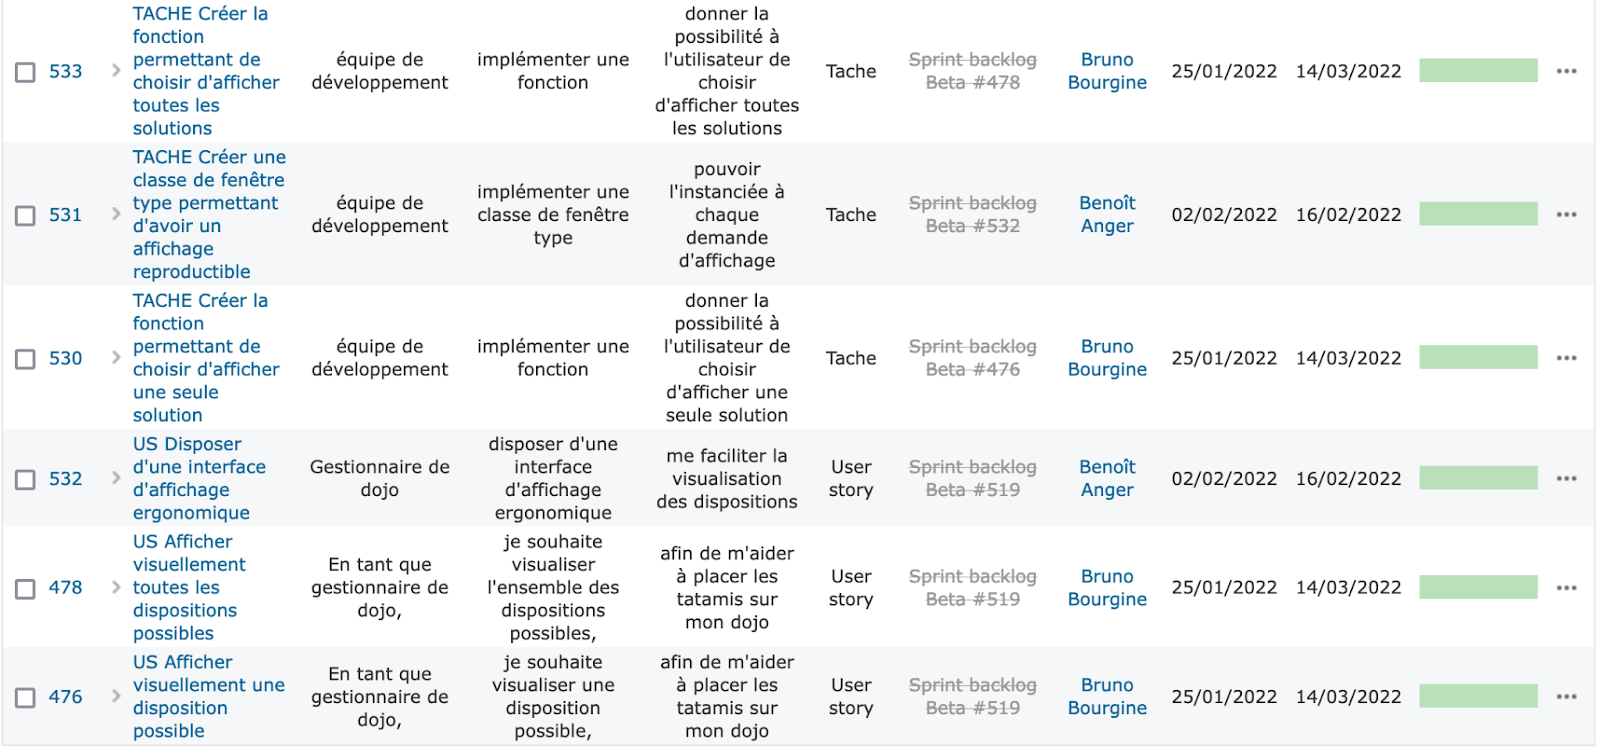 533
TACHE Créer la
fonction
permettant de
choisir d'afficher
toutes les
solutions
équipe de
développement
implémenter une
fonction
donner la
possibilité à
l'utilisateur de
choisir
d'afficher toutes
les solutions
Tache
Sprint backlog
Beta #478
Bruno
Bourgine
25/01/2022
14/03/2022
531
TACHE Créer une
classe de fenêtre
type permettant
d'avoir un
affichage
reproductible
équipe de
développement
implémenter une
classe de fenêtre
type
pouvoir
l'instanciée à
chaque
demande
d'affichage
Tache
Sprint backlog
Beta #532
Benoît
Anger
02/02/2022
16/02/2022
530
TACHE Créer la
fonction
permettant de
choisir d'afficher
une seule
solution
équipe de
développement
implémenter une
fonction
donner la
possibilité à
l'utilisateur de
choisir
d'afficher une
seule solution
Tache
Sprint backlog
Beta #476
Bruno
Bourgine
25/01/2022
14/03/2022
532
US Disposer
d'une interface
d'affichage
ergonomique
Gestionnaire de
dojo
disposer d'une
interface
d'affichage
ergonomique
me faciliter la
visualisation
des dispositions
User
story
Sprint backlog
Beta #519
Benoît
Anger
02/02/2022
16/02/2022
478
US Afficher
visuellement
toutes les
dispositions
possibles
En tant que
gestionnaire de
dojo,
je souhaite
visualiser
l'ensemble des
dispositions
possibles,
afin de m'aider
à placer les
tatamis sur
mon dojo
User
story
Sprint backlog
Beta #519
Bruno
Bourgine
25/01/2022
14/03/2022
476
US Afficher
visuellement une
disposition
possible
En tant que
gestionnaire de
dojo,
je souhaite
visualiser une
disposition
possible,
afin de m'aider
à placer les
tatamis sur
mon dojo
User
story
Sprint backlog
Beta #519
Bruno
Bourgine
25/01/2022
14/03/2022